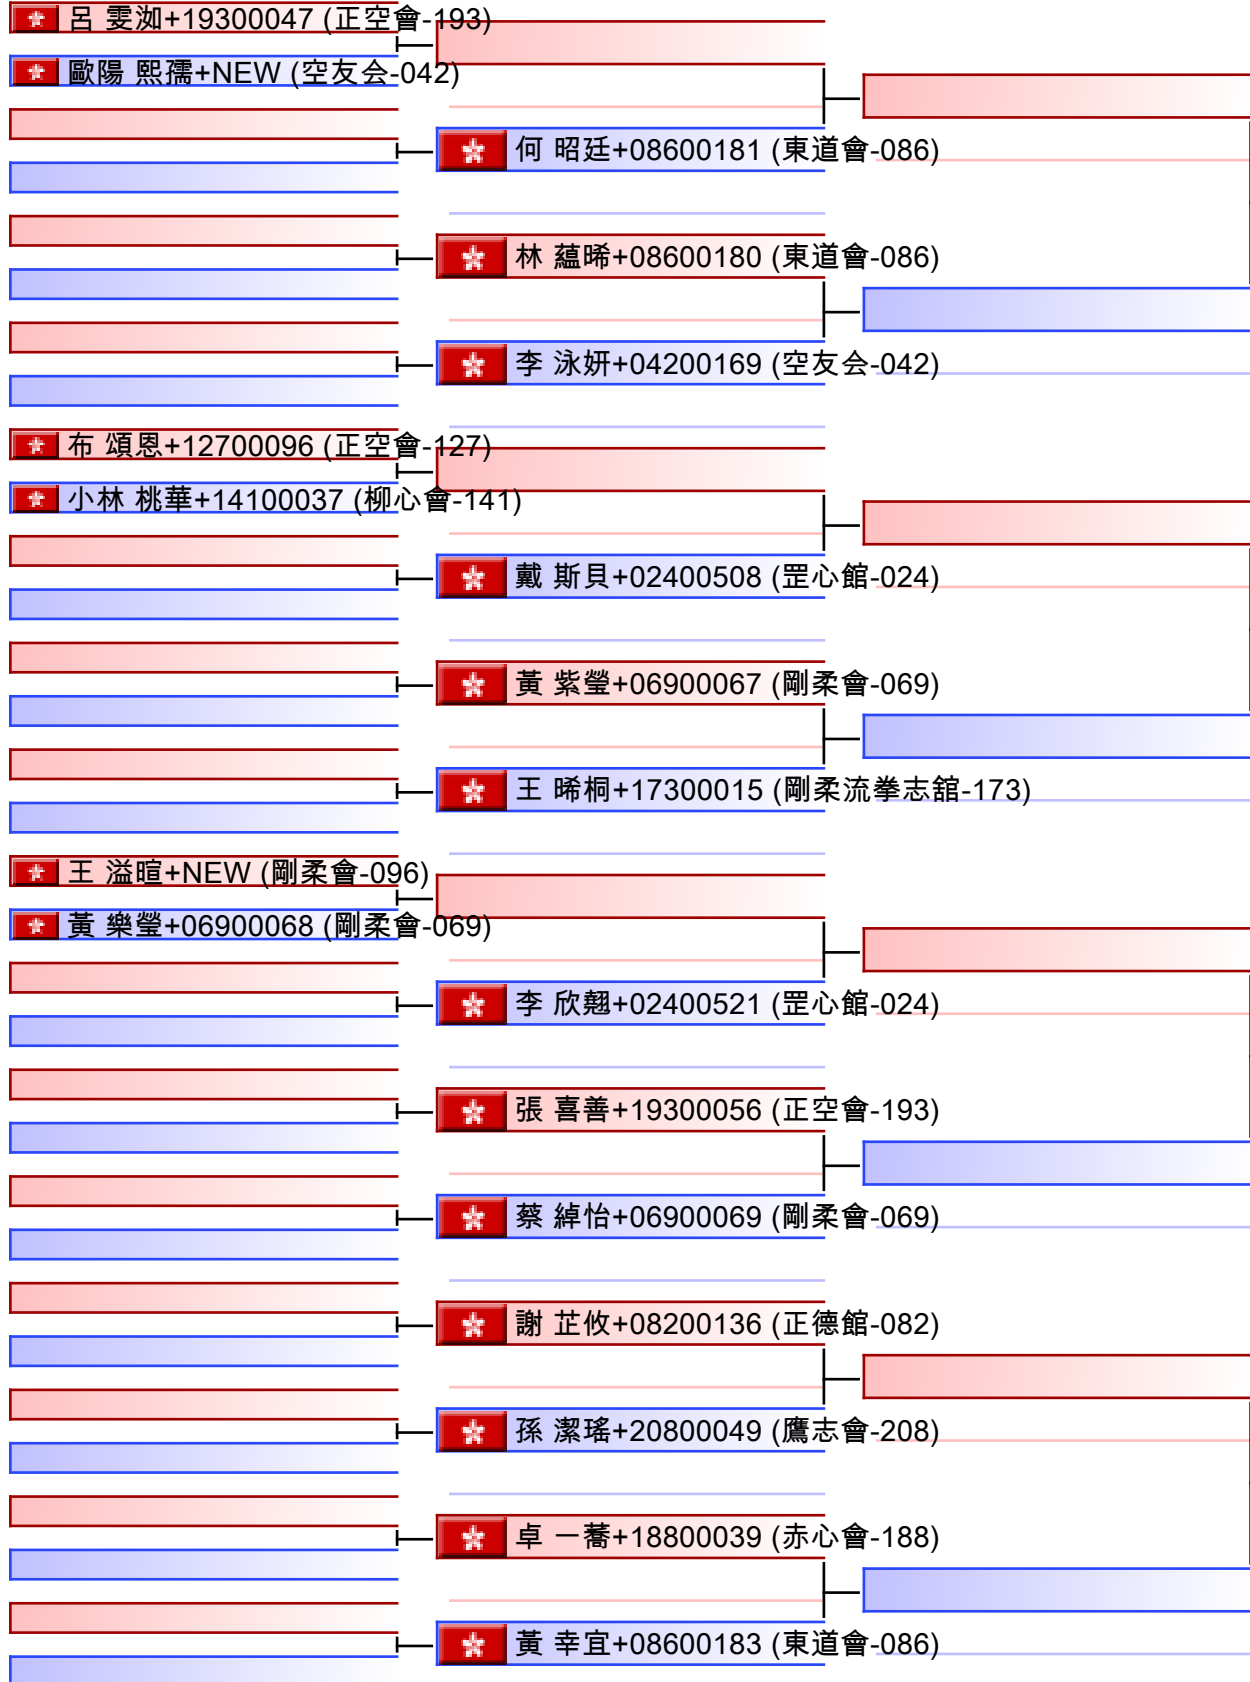 呂 雯洳+19300047 (正空會-193)
歐陽 熙孺+NEW (空友会-042)
何 昭廷+08600181 (東道會-086)
林 蘊晞+08600180 (東道會-086)
李 泳妍+04200169 (空友会-042)
布 頌恩+12700096 (正空會-127)
小林 桃華+14100037 (柳心會-141)
戴 斯貝+02400508 (罡心館-024)
黃 紫瑩+06900067 (剛柔會-069)
王 晞桐+17300015 (剛柔流拳志舘-173)
王 溢暄+NEW (剛柔會-096)
黃 樂瑩+06900068 (剛柔會-069)
李 欣翹+02400521 (罡心館-024)
張 喜善+19300056 (正空會-193)
蔡 綽怡+06900069 (剛柔會-069)
謝 芷攸+08200136 (正德館-082)
孫 潔瑤+20800049 (鷹志會-208)
卓 一蕎+18800039 (赤心會-188)
黃 幸宜+08600183 (東道會-086)